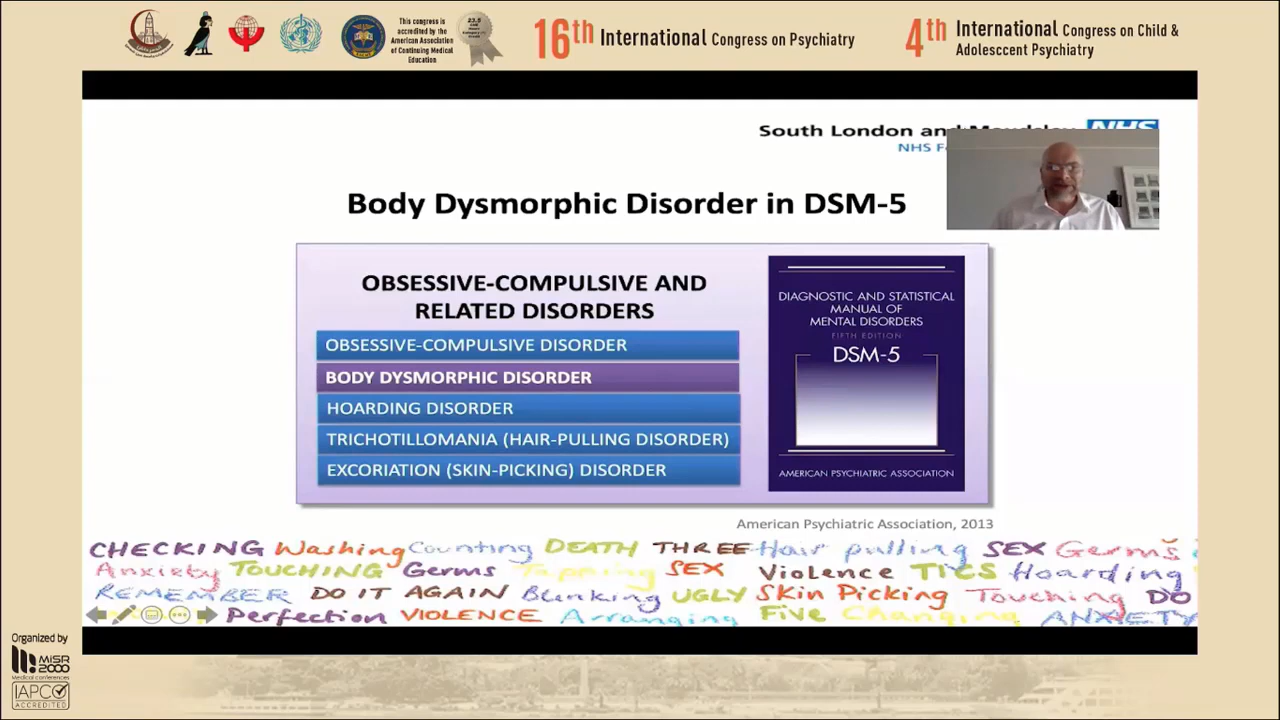 This congress is
accredited by the
American Association
of Continuing Medical
Education
16th International Congress on Psychiatry
4th International Congress on Child &
Adolesccent Psychiatry
South London and Maudsley NHS
NHS
Body Dysmorphic Disorder in DSM-5
OBSESSIVE-COMPULSIVE AND
RELATED DISORDERS
OBSESSIVE-COMPULSIVE DISORDER
BODY DYSMORPHIC DISORDER
HOARDING DISORDER
TRICHOTILLOMANIA (HAIR-PULLING DISORDER)
EXCORIATION (SKIN-PICKING) DISORDER
DIAGNOSTIC AND STATISTICAL
MANUAL OF
MENTAL DISORDERS
FIFTH EDITION
DSM-5
AMERICAN PSYCHIATRIC ASSOCIATION
American Psychiatric Association, 2013
CHECKING Washing Counting DEATH THREE Hair pulling SEX Germs
Anxiety TOUCHING Germs Tapping SEX Violence TICS Hoarding
REMEMBER DO IT AGAIN Blinking UGLY Skin Picking Touching DO
Perfection VIOLENCE Arranging Five Changing ANXIETY
Organized by
MISR
2000
Medical conferences
IAPCO
ACCREDITED